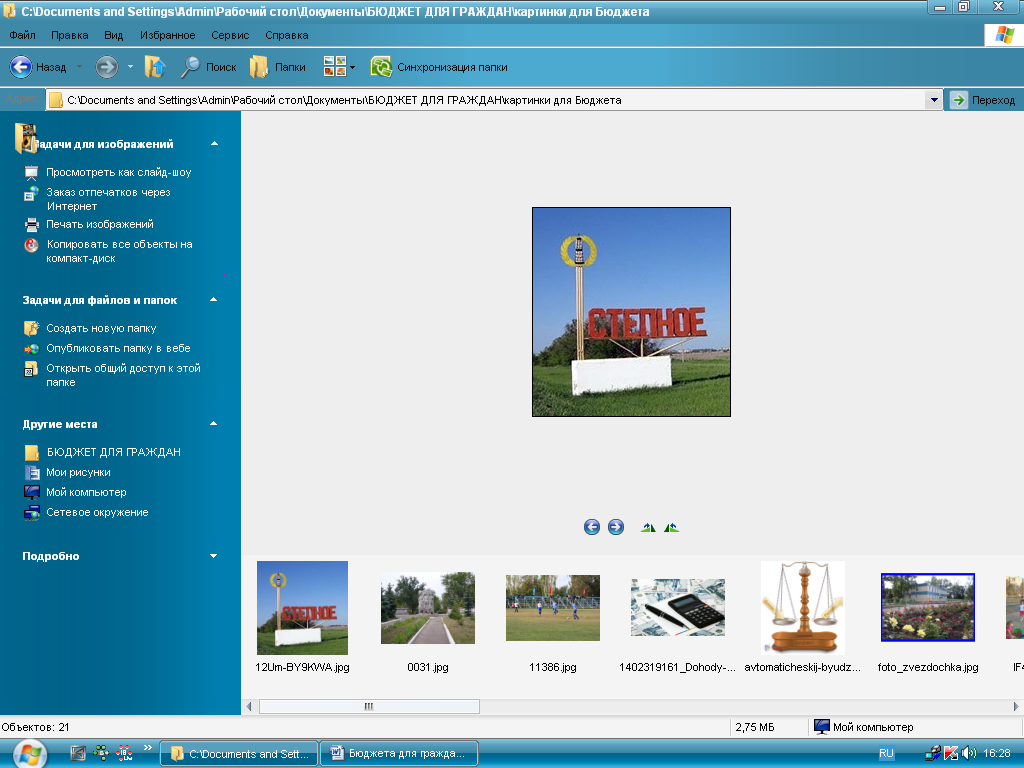 C:\Documents and Settings\Admin\Рабочий стол\Документы\БЮДЖЕТ ДЛЯ ГРАЖДАН\картинки для Бюджета
Файл Правка Вид Избранное Сервис Справка
Назад Поиск Папки Синхронизация папки
C:\Documents and Settings\Admin\Рабочий стол\Документы\БЮДЖЕТ ДЛЯ ГРАЖДАН\картинки для Бюджета Переход
Задачи для изображений
Просмотреть как слайд-шоу
Заказ отпечатков через
Интернет
Печать изображений
Копировать все объекты на
компакт-диск
Задачи для файлов и папок
Создать новую папку
Опубликовать папку в вебе
Открыть общий доступ к этой
папке
Другие места
БЮДЖЕТ ДЛЯ ГРАЖДАН
Мои рисунки
Мой компьютер
Сетевое окружение
Подробно
СТЕПНОЕ
СТЕПНОЕ
12Um-BY9KWA.jpg 0031.jpg 11386.jpg 1402319161_Dohody-... avtomaticheskij-byudz... foto_zvezdochka.jpg IF4
Объектов: 21 2,75 МБ Мой компьютер
C:\Documents and Sett... Бюджета для гражда... RU 16:28